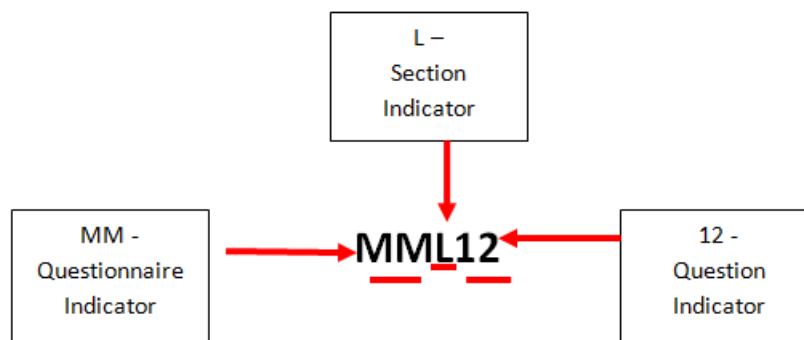 L –
Section
Indicator
MM -
Questionnaire
Indicator
MML12
12 -
Question
Indicator